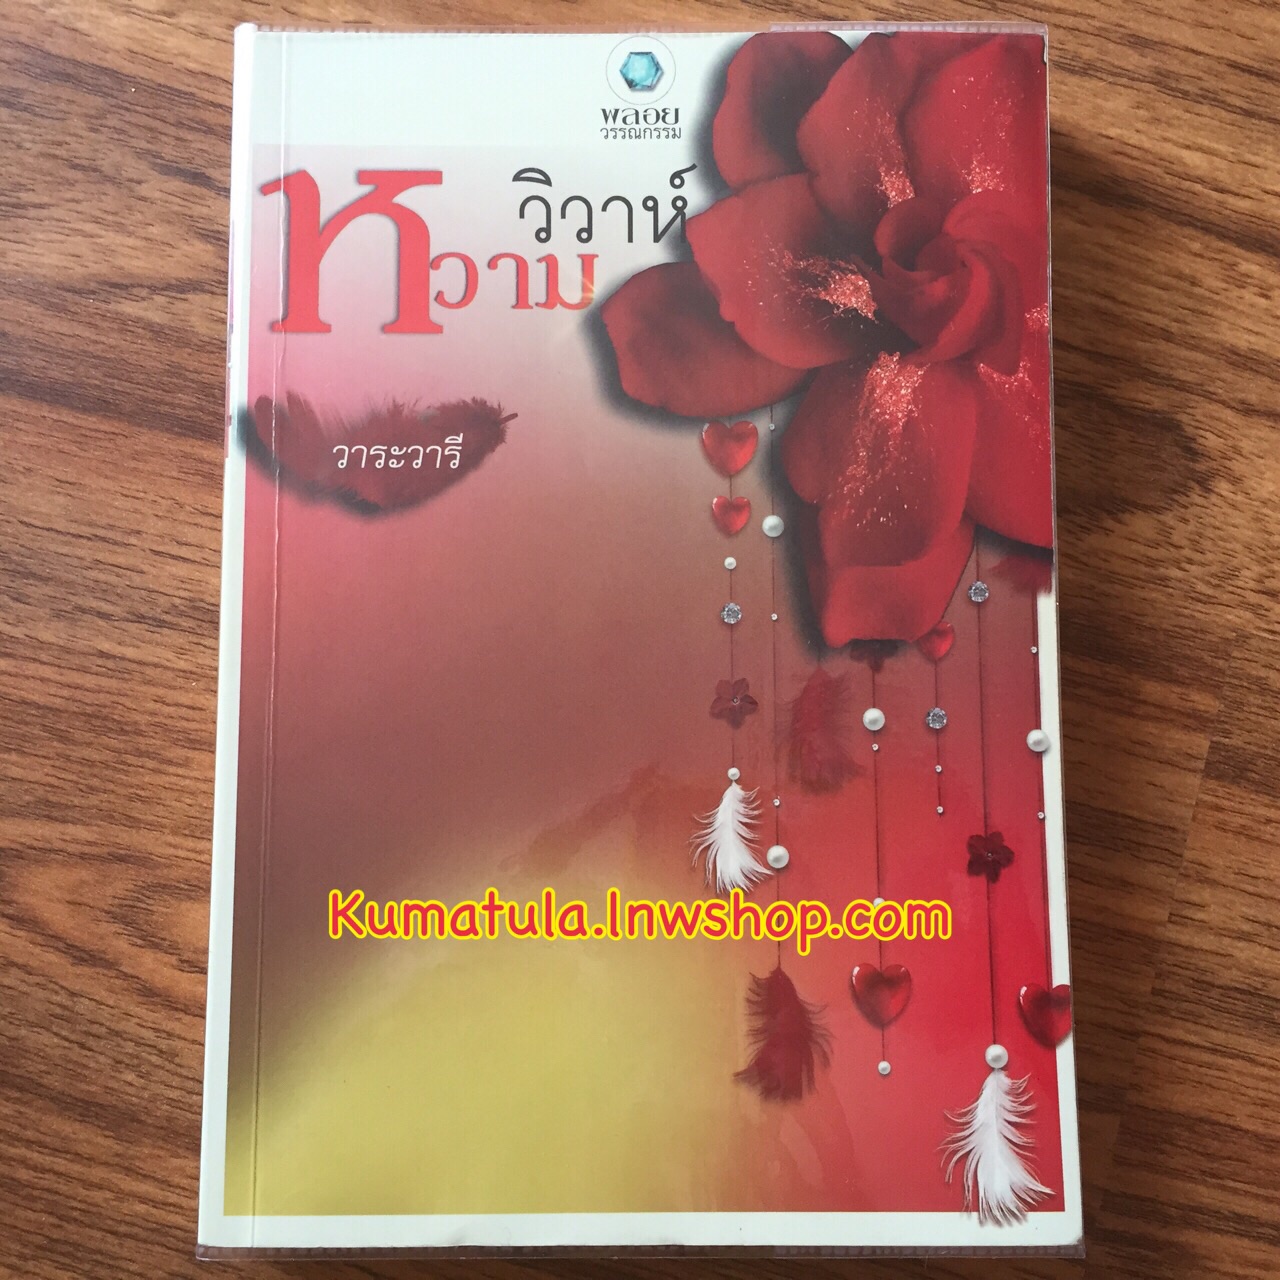 พลอย
วรรณกรรม
วิวาห์
หวาม
วาระวารี
Kumatula.lnwshop.com